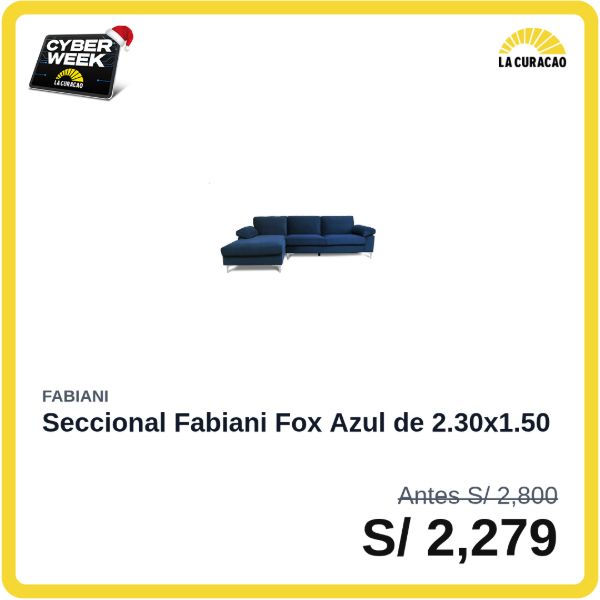 CYBER
WEEK
LA CURACAO
LA CURACAO
FABIANI
Seccional Fabiani Fox Azul de 2.30x1.50
Antes S/ 2,800
S/ 2,279